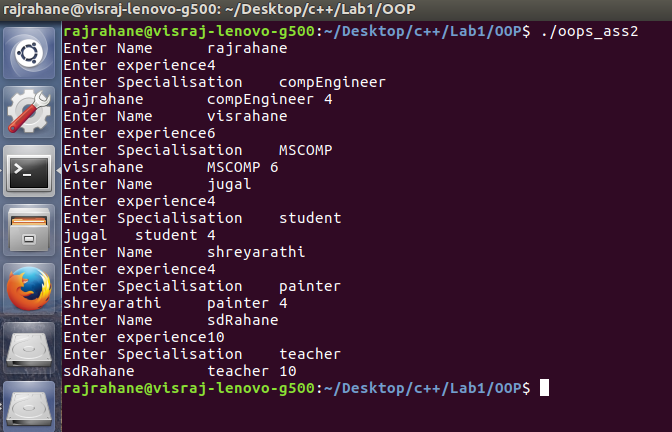 rajrahane@visraj-lenovo-g500: ~/Desktop/c++/Lab1/OOP
rajrahane@visraj-lenovo-g500:~/Desktop/c++/Lab1/OOP$ ./oops_ass2
Enter Name      rajrahane
Enter experience4
Enter Specialisation    compEngineer
rajrahane       compEngineer 4
Enter Name      visrahane
Enter experience6
Enter Specialisation    MSCOMP
visrahane       MSCOMP 6
Enter Name      jugal
Enter experience4
Enter Specialisation    student
jugal   student 4
Enter Name      shreyarathi
Enter experience4
Enter Specialisation    painter
shreyarathi     painter 4
Enter Name      sdRahane
Enter experience10
Enter Specialisation    teacher
sdRahane        teacher 10
rajrahane@visraj-lenovo-g500:~/Desktop/c++/Lab1/OOP$